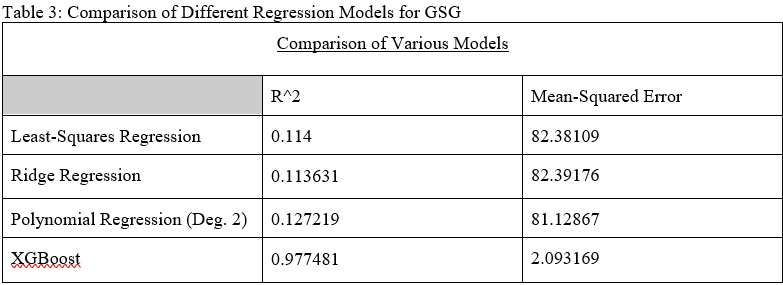 Table 3: Comparison of Different Regression Models for GSG
Comparison of Various Models
R^2 Mean-Squared Error
Least-Squares Regression 0.114 82.38109
Ridge Regression 0.113631 82.39176
Polynomial Regression (Deg. 2) 0.127219 81.12867
XGBoost 0.977481 2.093169